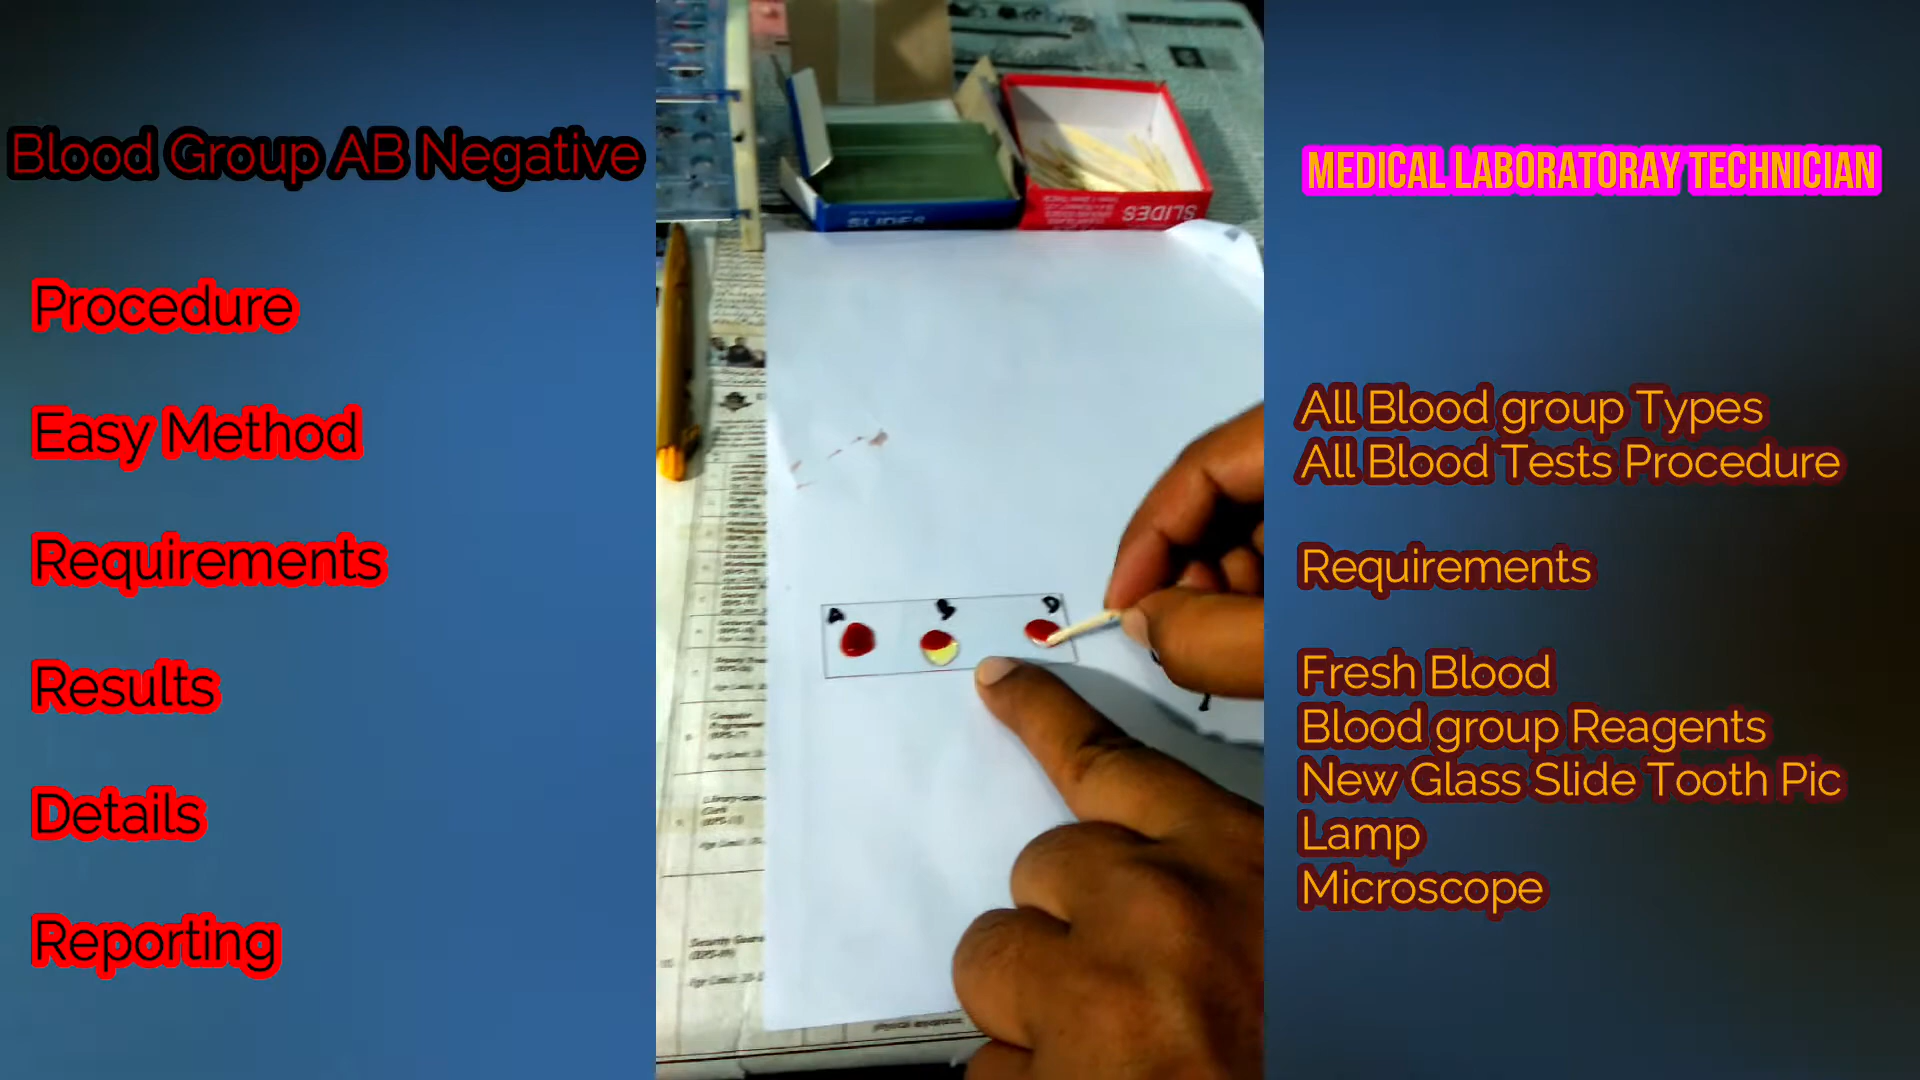 Blood Group AB Negative
Procedure
Easy Method
Requirements
Results
Details
Reporting
SLIDES
SLIDES
A
B
D
MEDICAL LABORATORAY TECHNICIAN
All Blood group Types
All Blood Tests Procedure
Requirements
Fresh Blood
Blood group Reagents
New Glass Slide Tooth Pic
Lamp
Microscope